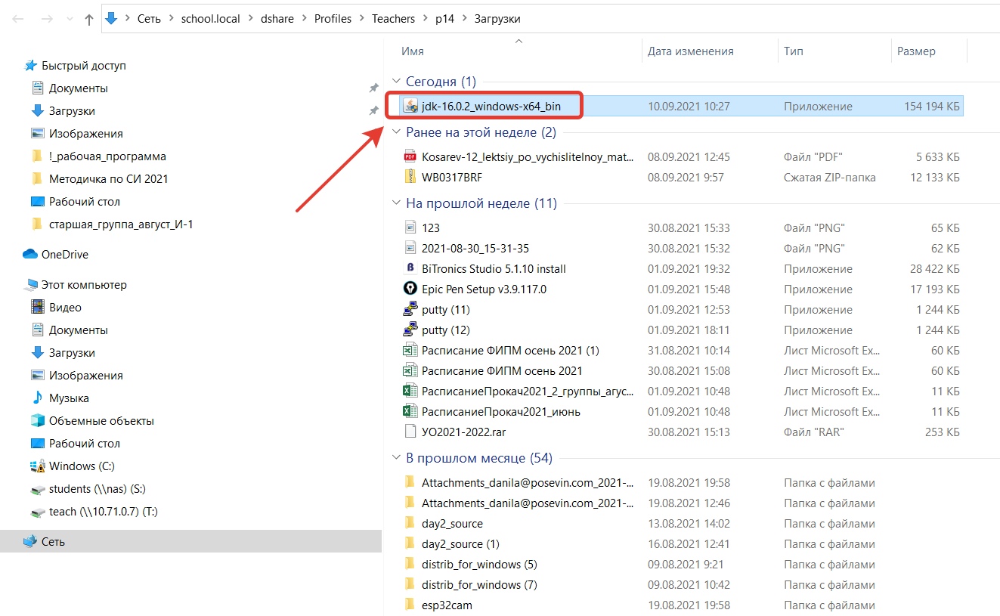 Сеть > school.local > dshare > Profiles > Teachers > p14 > Загрузки
Быстрый доступ
Документы
Загрузки
Изображения
!_рабочая_программа
Методичка по СИ 2021
Рабочий стол
старшая_группа_август_И-1
OneDrive
Этот компьютер
Видео
Документы
Загрузки
Изображения
Музыка
Объемные объекты
Рабочий стол
Windows (C:)
students (\\nas) (S:)
teach (\\10.71.0.7) (T:)
Сеть
Имя Дата изменения Тип Размер
Сегодня (1)
jdk-16.0.2_windows-x64_bin 10.09.2021 10:27 Приложение 154 194 КБ
Ранее на этой неделе (2)
PDF Kosarev-12_lektsiy_po_vychislitelnoy_mat... 08.09.2021 12:45 Файл "PDF" 5 633 КБ
WB0317BRF 08.09.2021 9:57 Сжатая ZIP-папка 12 133 КБ
На прошлой неделе (11)
123 30.08.2021 15:33 Файл "PNG" 65 КБ
2021-08-30_15-31-35 30.08.2021 15:32 Файл "PNG" 62 КБ
BiTronics Studio 5.1.10 install 01.09.2021 19:32 Приложение 28 422 КБ
Epic Pen Setup v3.9.117.0 01.09.2021 15:48 Приложение 17 193 КБ
putty (11) 01.09.2021 12:53 Приложение 1 244 КБ
putty (12) 01.09.2021 18:11 Приложение 1 244 КБ
Расписание ФИПМ осень 2021 (1) 31.08.2021 10:14 Лист Microsoft Ex... 60 КБ
Расписание ФИПМ осень 2021 30.08.2021 15:08 Лист Microsoft Ex... 60 КБ
РасписаниеПрокач2021_2_группы_агус... 01.09.2021 10:48 Лист Microsoft Ex... 11 КБ
РасписаниеПрокач2021_июнь 01.09.2021 10:48 Лист Microsoft Ex... 11 КБ
УО2021-2022.rar 30.08.2021 15:13 Файл "RAR" 253 КБ
В прошлом месяце (54)
Attachments_danila@posevin.com_2021-... 19.08.2021 19:58 Папка с файлами
Attachments_danila@posevin.com_2021-... 19.08.2021 12:46 Папка с файлами
day2_source 13.08.2021 14:02 Папка с файлами
day2_source (1) 16.08.2021 12:41 Папка с файлами
distrib_for_windows (5) 09.08.2021 9:21 Папка с файлами
distrib_for_windows (7) 09.08.2021 10:42 Папка с файлами
esp32cam 19.08.2021 19:58 Папка с файлами